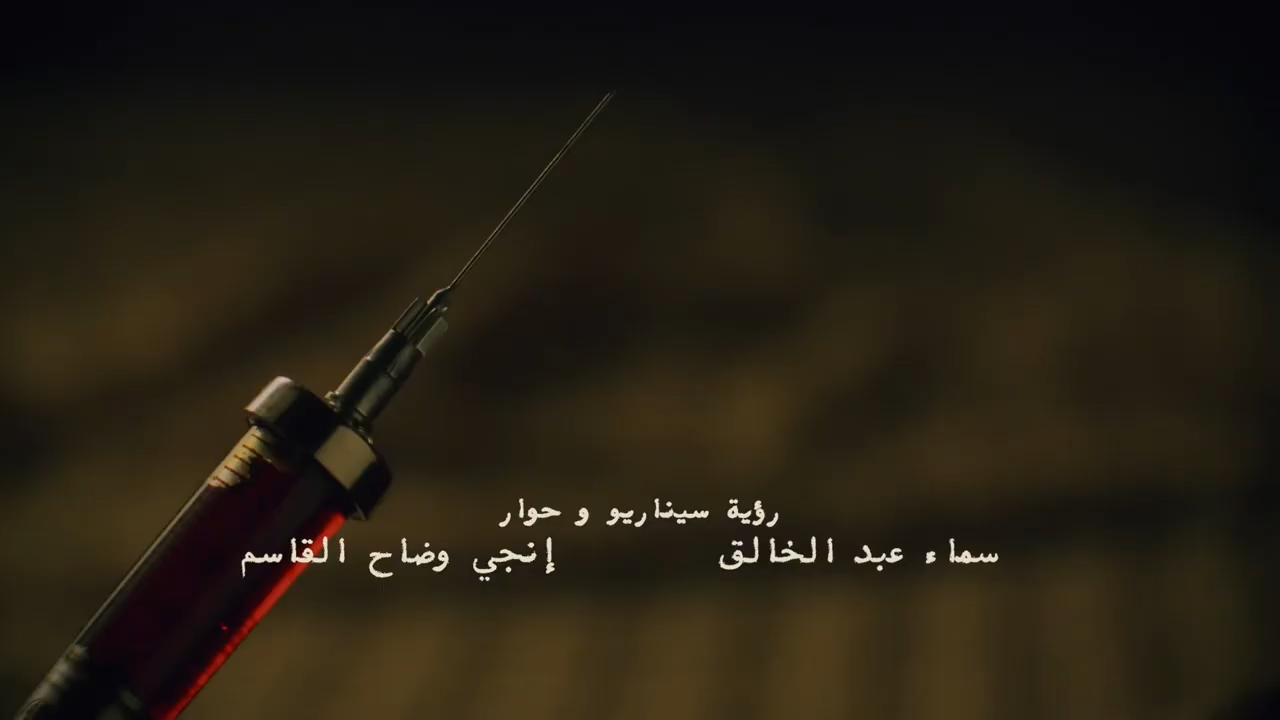 رؤية سيناريو و حوار
سماء عبد الخالق إنجي وضاح القاسم